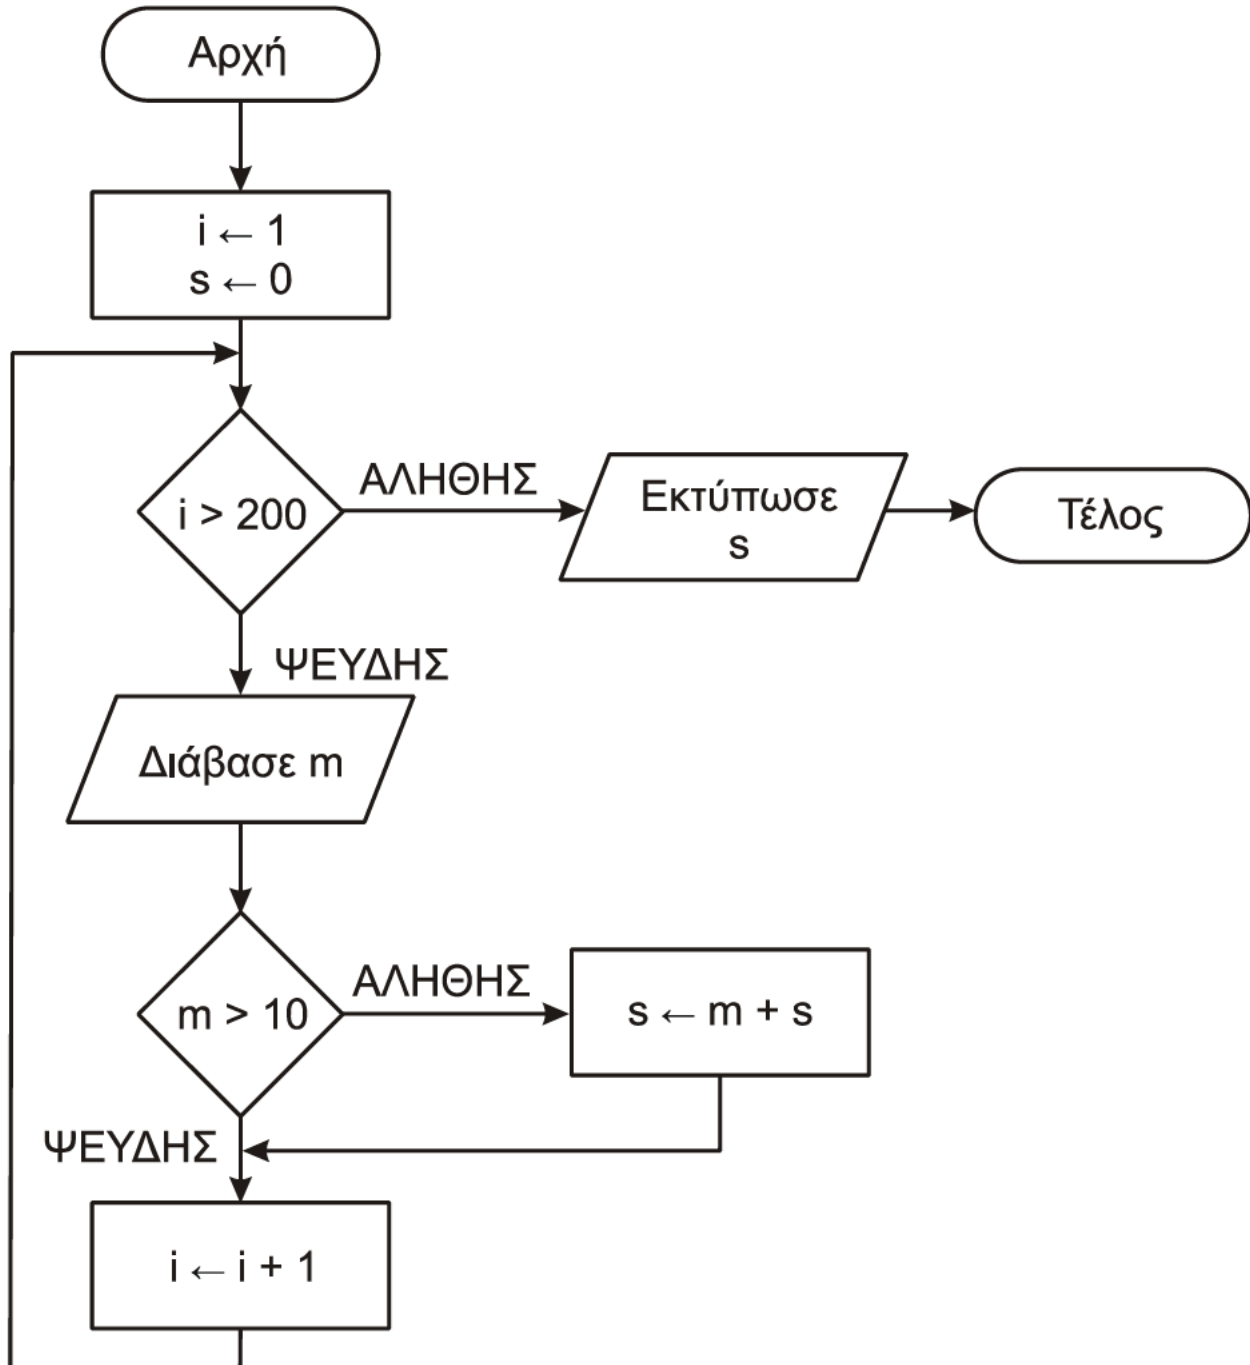 Αρχή
i ← 1
s ← 0
i > 200
ΑΛΗΘΗΣ
Εκτύπωσε
s
Τέλος
ΨΕΥΔΗΣ
Διάβασε m
m > 10
ΑΛΗΘΗΣ
s ← m + s
ΨΕΥΔΗΣ
i ← i + 1